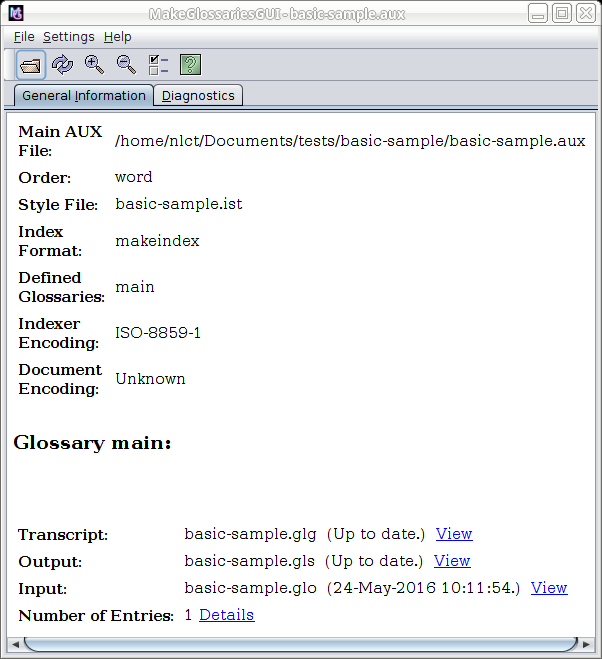 MakeGlossariesGUI - basic-sample.aux
File Settings Help
General Information Diagnostics
Main AUX
File: /home/nlct/Documents/tests/basic-sample/basic-sample.aux
Order: word
Style File: basic-sample.ist
Index
Format: makeindex
Defined
Glossaries: main
Indexer
Encoding: ISO-8859-1
Document
Encoding: Unknown
Glossary main:
Transcript: basic-sample.glg (Up to date.) View
Output: basic-sample.gls (Up to date.) View
Input: basic-sample.glo (24-May-2016 10:11:54.) View
Number of Entries: 1 Details